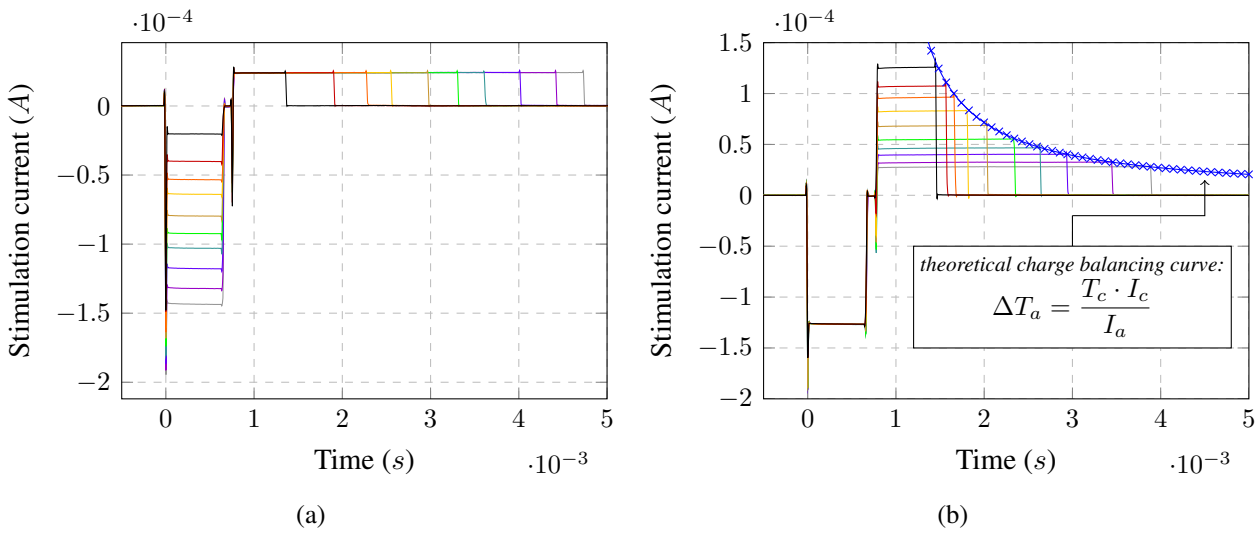 ·10⁻⁴
0
−0.5
−1
−1.5
−2
0 1 2 3 4 5
Time (s)
·10⁻³
Stimulation current (A)
(a)
·10⁻⁴
1.5
1
0.5
0
−0.5
−1
−1.5
−2
0 1 2 3 4 5
Time (s)
·10⁻³
Stimulation current (A)
theoretical charge balancing curve:
ΔT_a = T_c · I_c / I_a
(b)